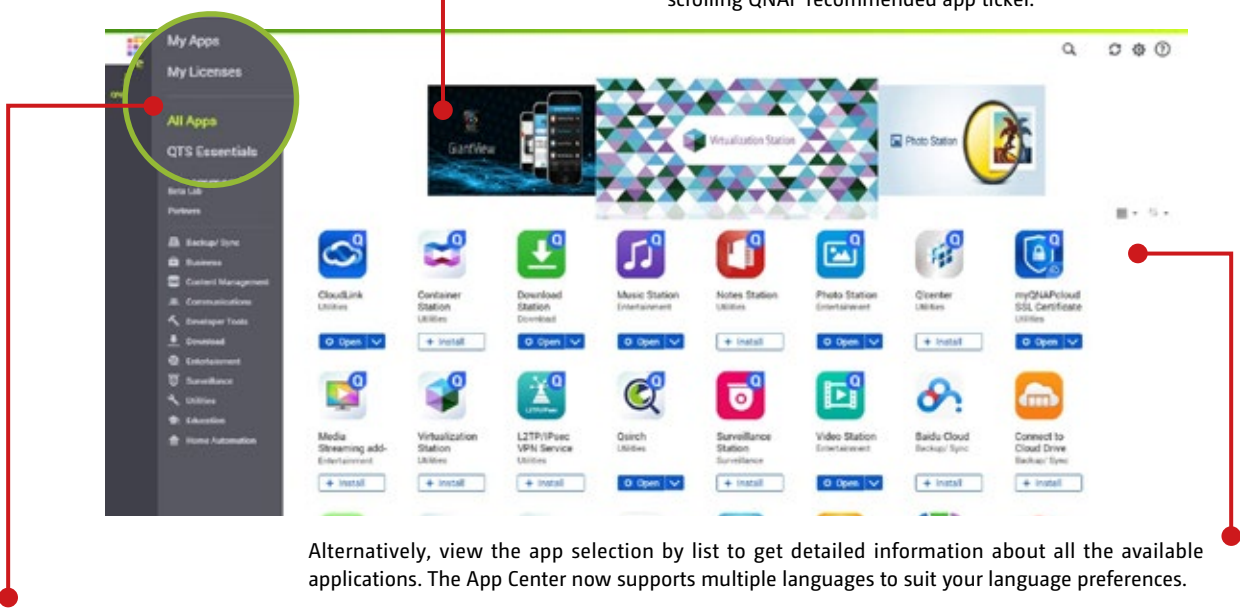 scrolling QNAP recommended app ticker.
My Apps
My Licenses
All Apps
QTS Essentials
Beta Lab
Partners
Backup/ Sync
Business
Content Management
Communications
Developer Tools
Download
Entertainment
Surveillance
Utilities
Education
Home Automation
GiantView
Virtualization Station
Photo Station
CloudLink
Utilities
Open
Container
Station
Utilities
+ Install
Download
Station
Download
Open
Music Station
Entertainment
Open
Notes Station
Utilities
+ Install
Photo Station
Entertainment
Open
Q'center
Utilities
+ Install
myQNAPcloud
SSL Certificate
Utilities
Open
Media
Streaming add-
Entertainment
+ Install
Virtualization
Station
Utilities
+ Install
L2TP/IPsec
L2TP/IPsec
VPN Service
Utilities
+ Install
Qsirch
Utilities
Open
Surveillance
Station
Surveillance
+ Install
Video Station
Entertainment
Open
Baidu Cloud
Backup/ Sync
+ Install
Connect to
Cloud Drive
Backup/ Sync
+ Install
Alternatively, view the app selection by list to get detailed information about all the available
applications. The App Center now supports multiple languages to suit your language preferences.